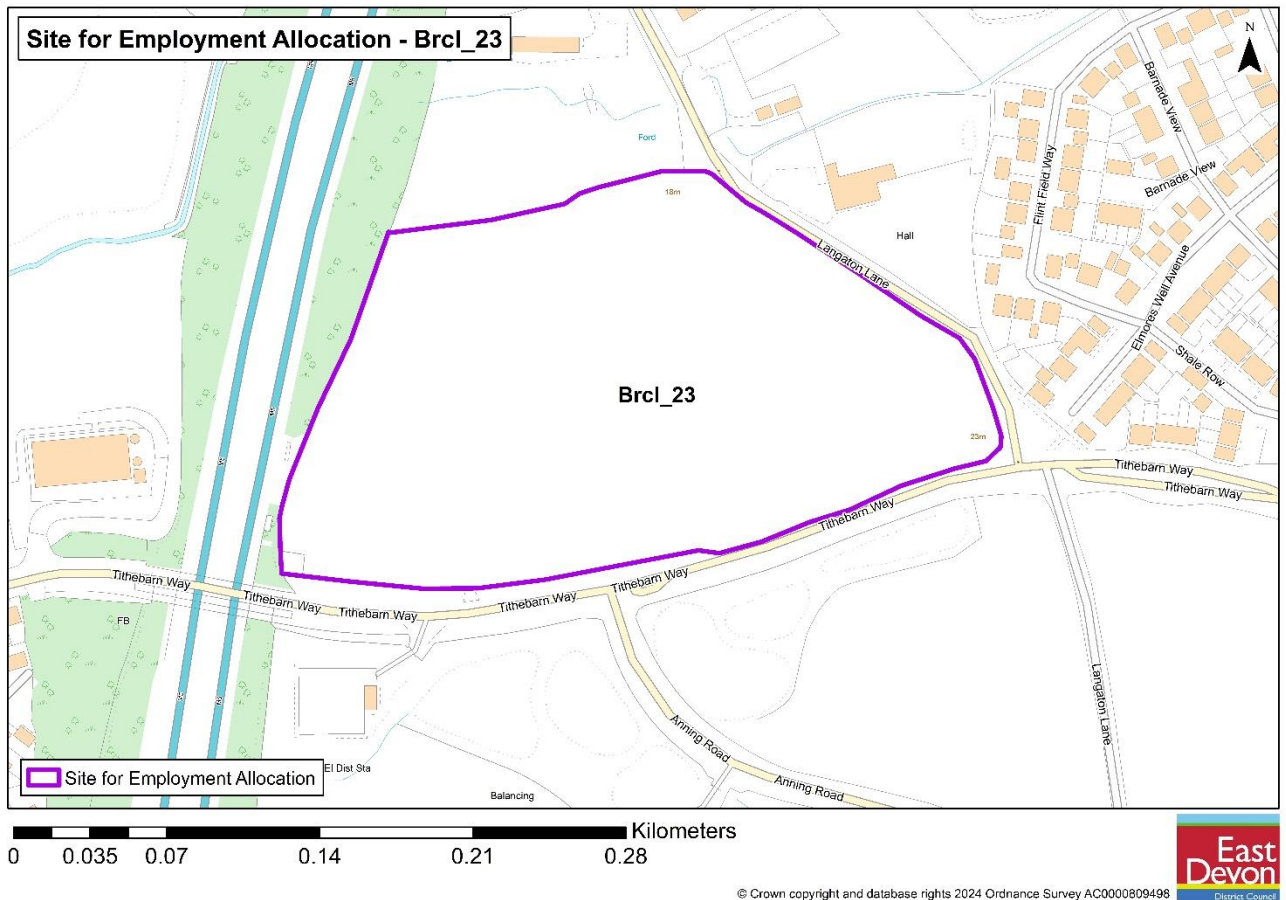 Site for Employment Allocation - Brcl_23
N
Barnade View
Ford
Flint Field Way
Barnade View
18m
Hall
Langaton Lane
Elmores Well Avenue
Shale Row
Brcl_23
23m
Tithebarn Way
Tithebarn Way
Tithebarn Way
Tithebarn Way
Tithebarn Way
Tithebarn Way
Tithebarn Way
Tithebarn Way
FB
Langaton Lane
Anning Road
El Dist Sta
Site for Employment Allocation
Anning Road
Balancing
Kilometers
0 0.035 0.07 0.14 0.21 0.28
East
Devon
District Council
© Crown copyright and database rights 2024 Ordnance Survey AC0000809498